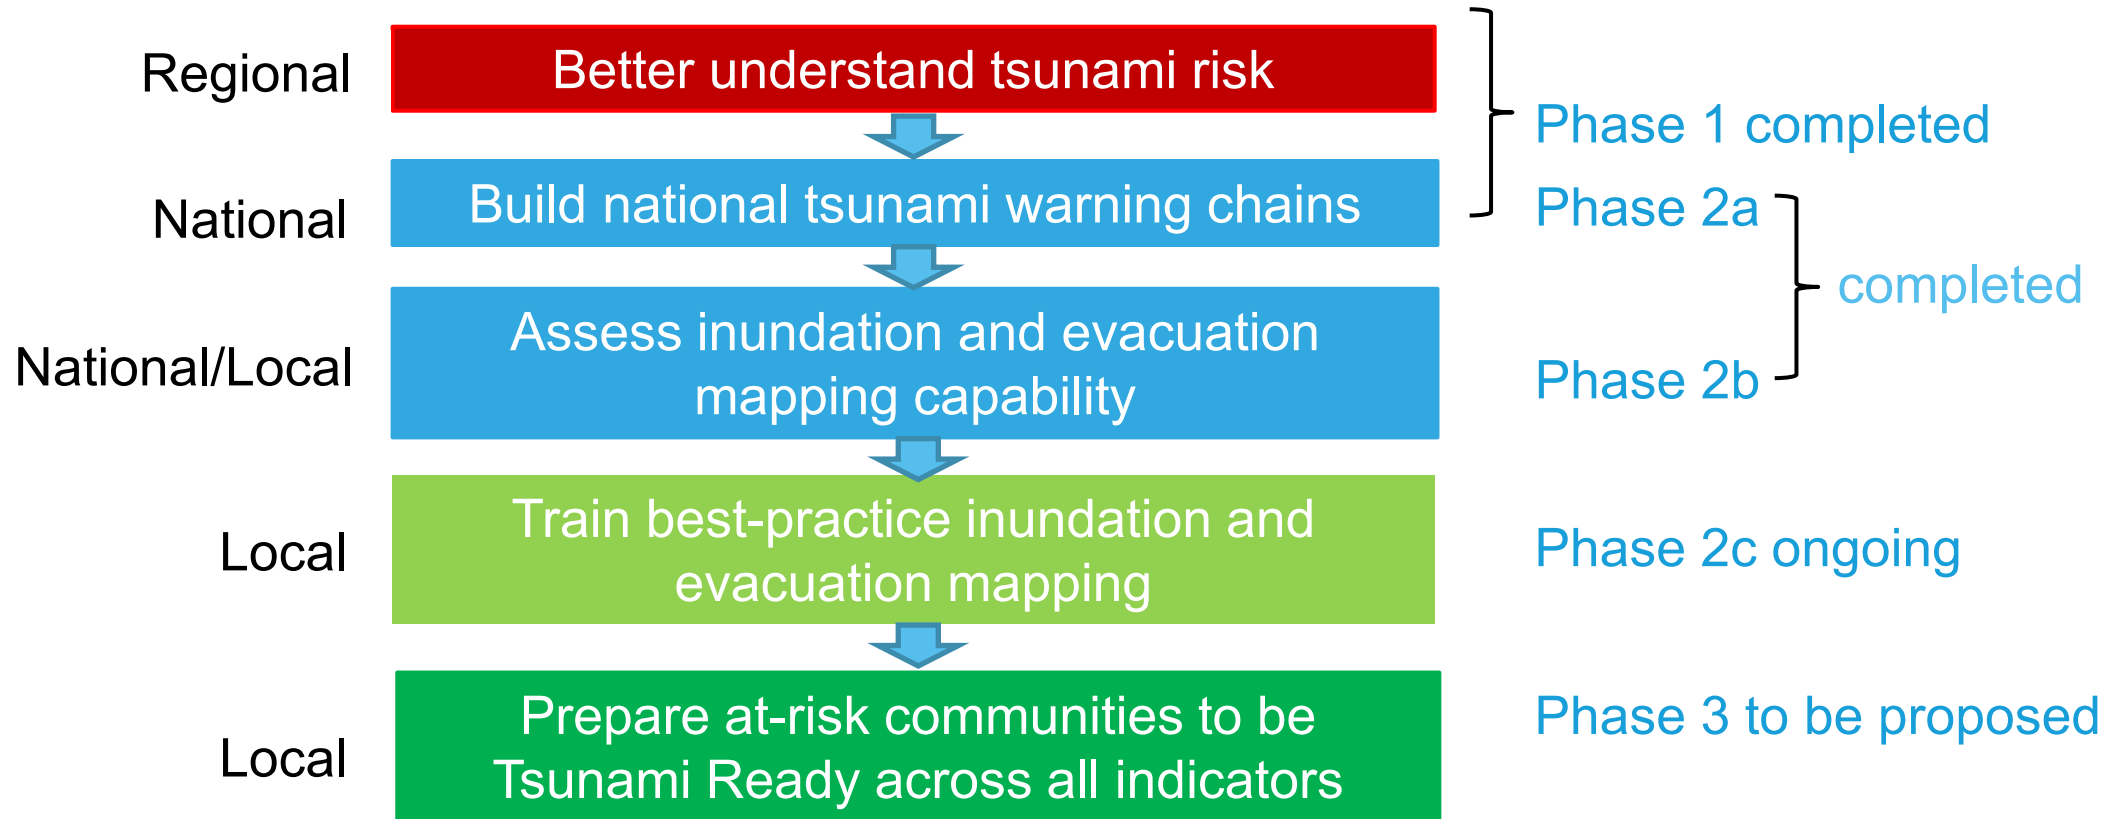 Regional
Better understand tsunami risk
Phase 1 completed
National
Build national tsunami warning chains
Phase 2a
completed
National/Local
Assess inundation and evacuation
mapping capability
Phase 2b
Local
Train best-practice inundation and
evacuation mapping
Phase 2c ongoing
Local
Prepare at-risk communities to be
Tsunami Ready across all indicators
Phase 3 to be proposed